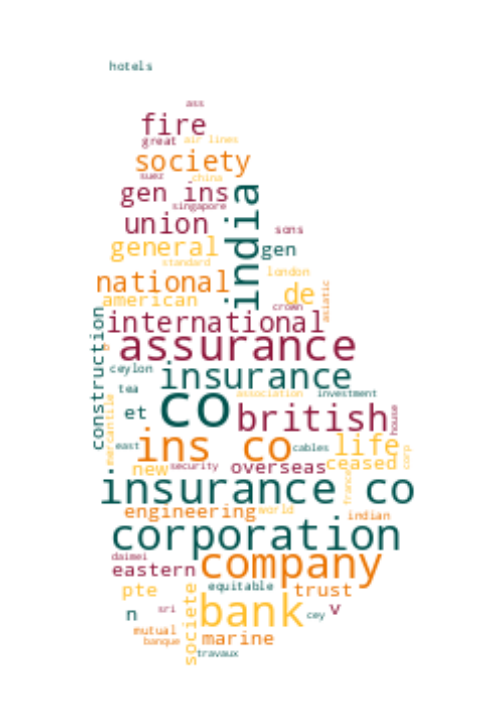 hotels
ass
fire
great air lines
society
suez china
gen ins
singapore
india
union
sons
general gen
standard
london
national de
american
asiatic
crown
international
construction
assurance
b
ceylon insurance
tea
association investment
mercantile
et co british
house
east ins co cables life
corp
new security overseas ceased
france
insurance co
engineering world indian
corporation
daimei
eastern company
pte equitable trust
societe
bank
n sri cey v
mutual marine
banque
travaux